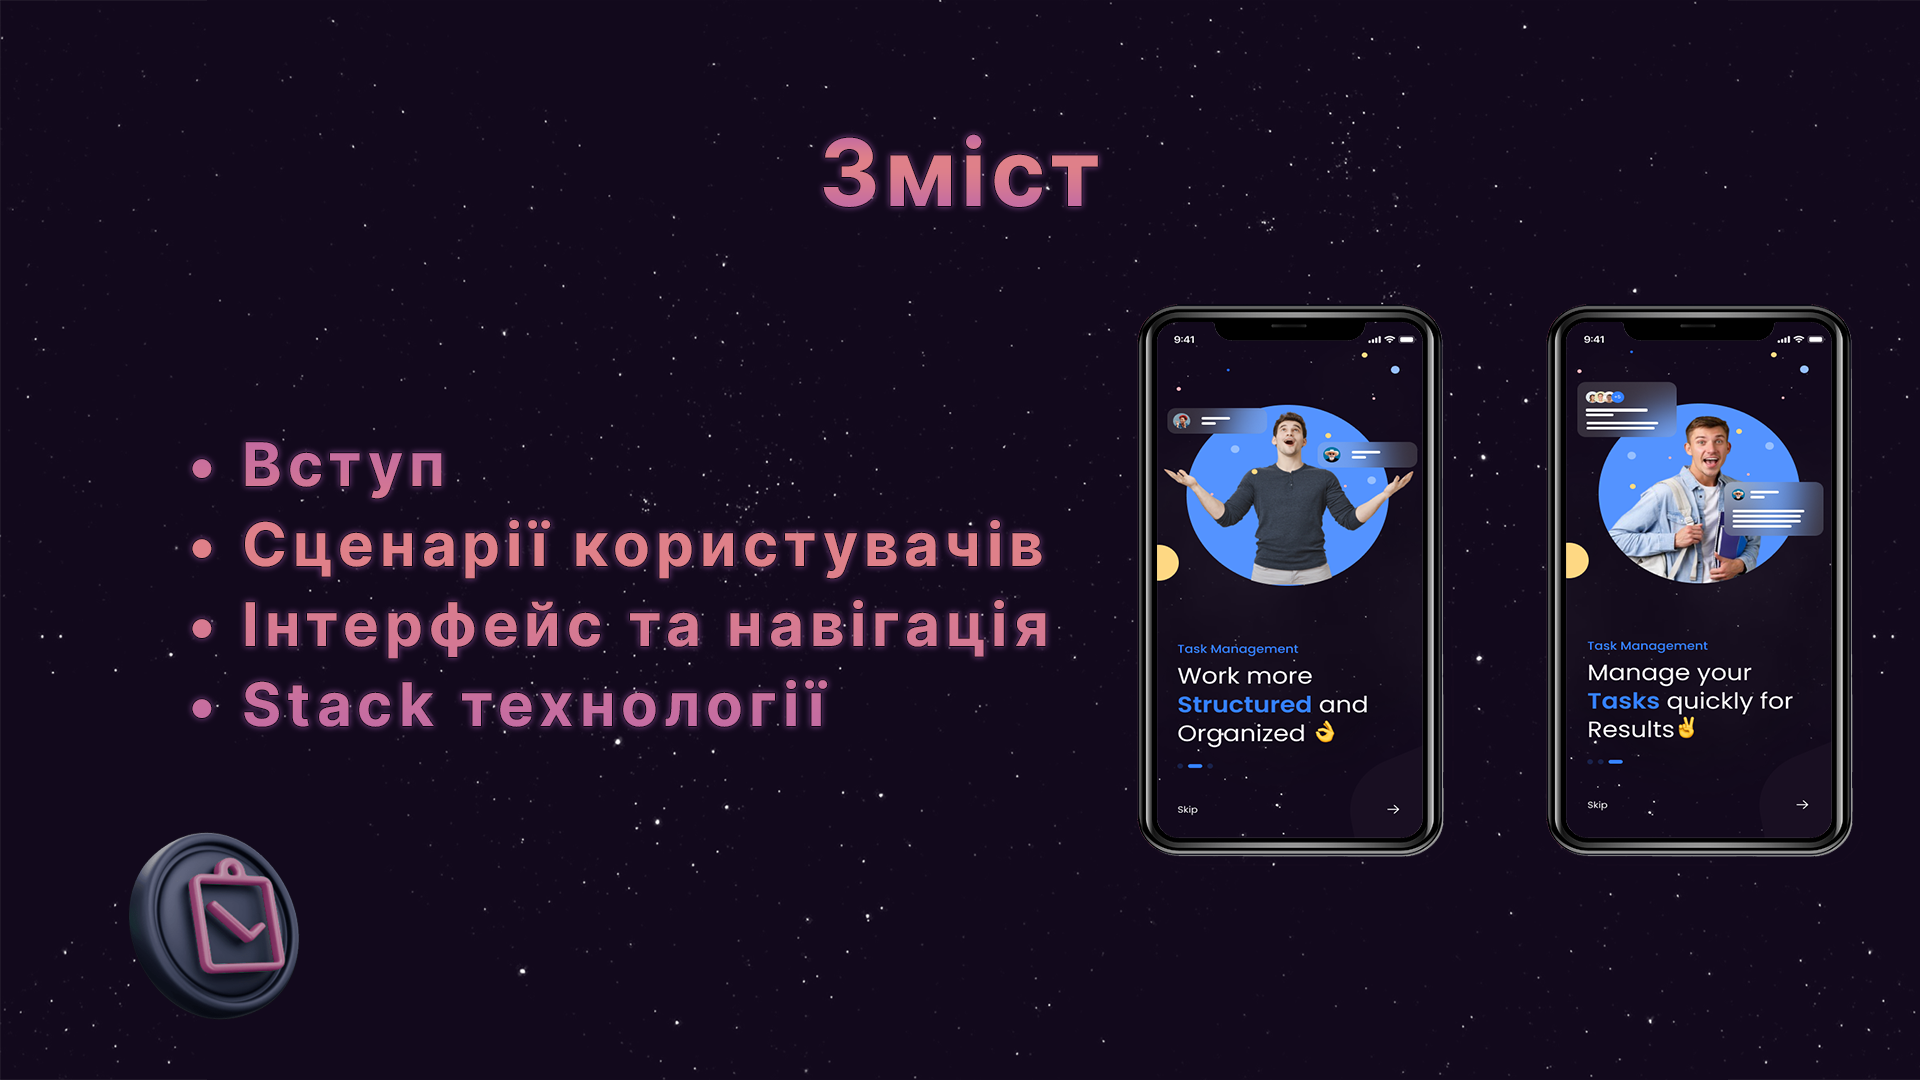 Зміст
• Вступ
• Сценарії користувачів
• Інтерфейс та навігація
• Stack технології
9:41
Task Management
Work more
Structured and
Organized 👌
Skip
9:41
+5
Task Management
Manage your
Tasks quickly for
Results✌️
Skip